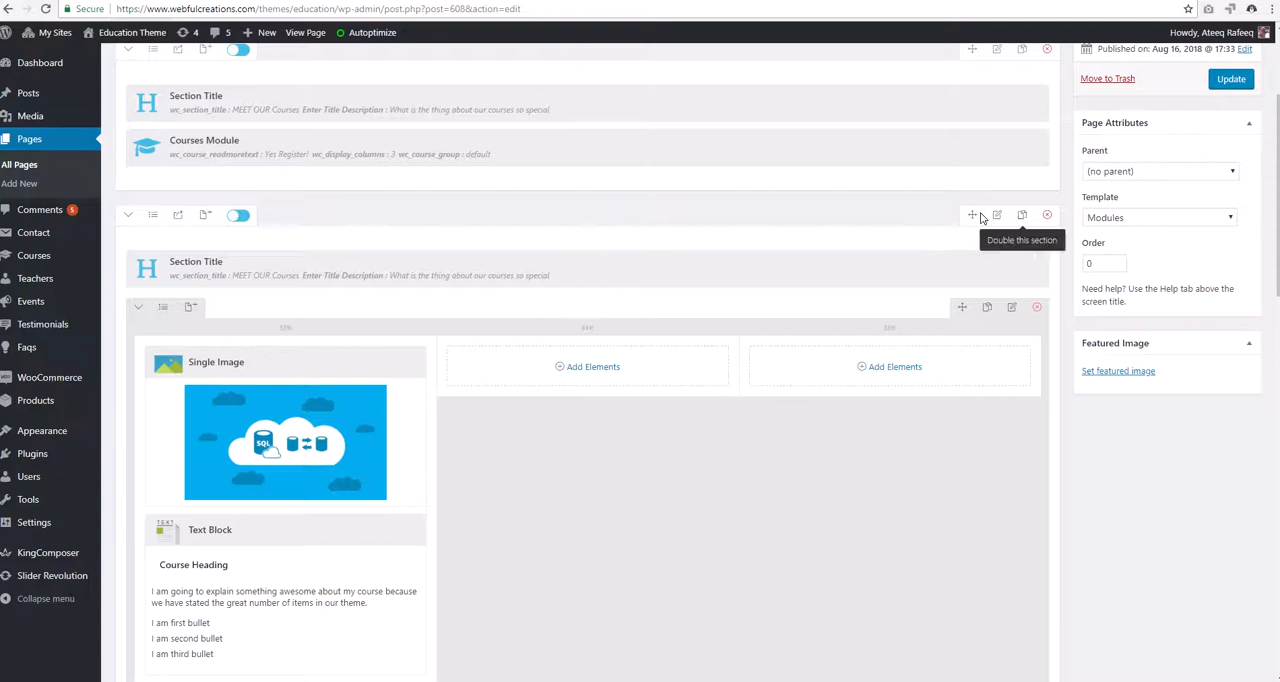 Secure https://www.webfulcreations.com/themes/education/wp-admin/post.php?post=608&action=edit
My Sites Education Theme 4 5 New View Page Autoptimize Howdy, Ateeq Rafeeq
Dashboard
Posts
Media
Pages
All Pages
Add New
Comments 5
Contact
Courses
Teachers
Events
Testimonials
Faqs
WooCommerce
Products
Appearance
Plugins
Users
Tools
Settings
KingComposer
Slider Revolution
Collapse menu
Section Title
wc_section_title : MEET OUR Courses Enter Title Description : What is the thing about our courses so special
Courses Module
wc_course_readmoretext : Yes Register! wc_display_columns : 3 wc_course_group : default
Double this section
Section Title
wc_section_title : MEET OUR Courses Enter Title Description : What is the thing about our courses so special
Single Image
Add Elements
Add Elements
SQL
TEXT
Text Block
Course Heading
I am going to explain something awesome about my course because
we have stated the great number of items in our theme.
I am first bullet
I am second bullet
I am third bullet
Published on: Aug 16, 2018 @ 17:33 Edit
Move to Trash
Update
Page Attributes
Parent
(no parent)
Template
Modules
Order
0
Need help? Use the Help tab above the
screen title.
Featured Image
Set featured image